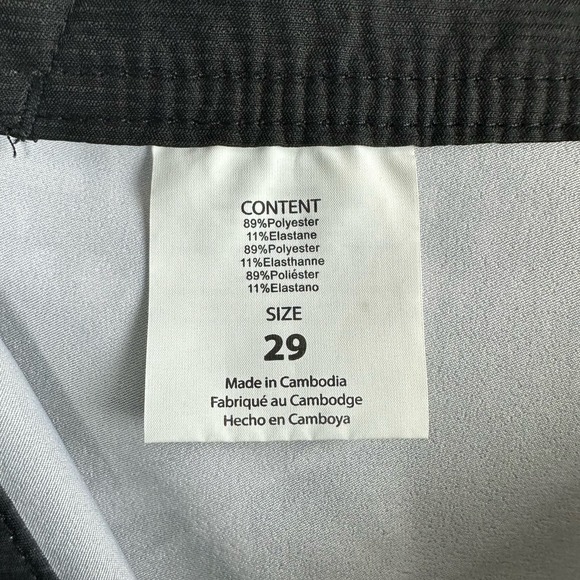 CONTENT
89%Polyester
11%Elastane
89%Polyester
11%Elasthanne
89%Poliéster
11%Elastano
SIZE
29
Made in Cambodia
Fabriqué au Cambodge
Hecho en Camboya